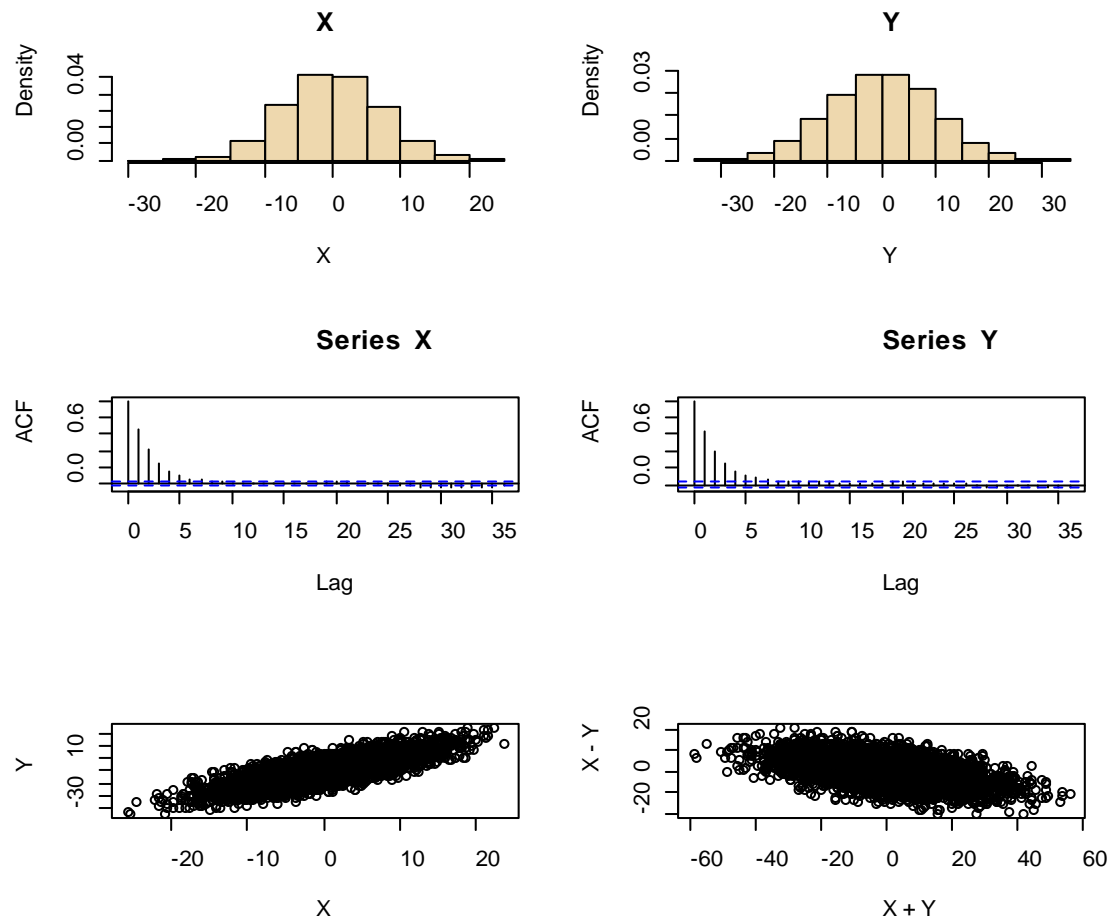 X
Density
0.04
0.00
-30 -20 -10 0 10 20
X
Y
Density
0.03
0.00
-30 -20 -10 0 10 20 30
Y
Series X
ACF
0.6
0.0
0 5 10 15 20 25 30 35
Lag
Series Y
ACF
0.6
0.0
0 5 10 15 20 25 30 35
Lag
Y
10
-30
-20 -10 0 10 20
X
X - Y
20
0
-20
-60 -40 -20 0 20 40 60
X + Y